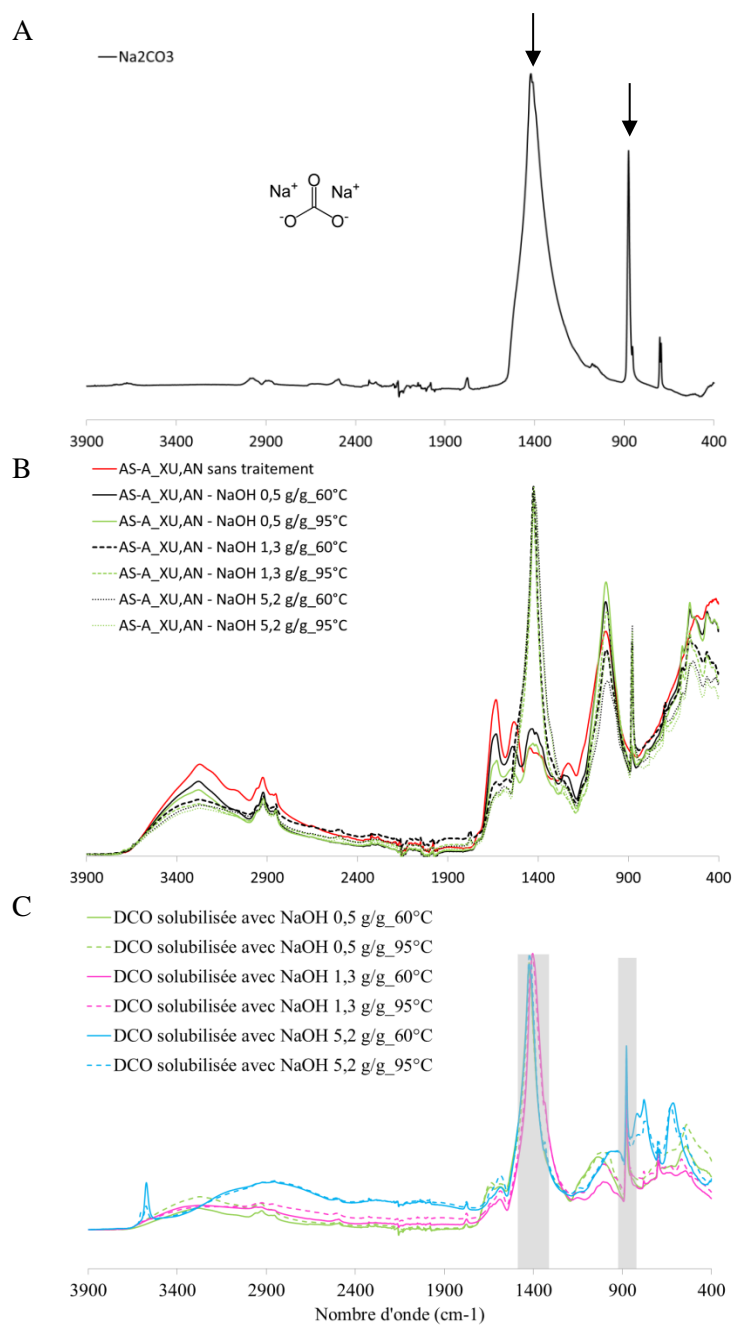 A
Na2CO3
O
Na+ Na+
-O O-
3900 3400 2900 2400 1900 1400 900 400
B
AS-A_XU,AN sans traitement
AS-A_XU,AN - NaOH 0,5 g/g_60°C
AS-A_XU,AN - NaOH 0,5 g/g_95°C
AS-A_XU,AN - NaOH 1,3 g/g_60°C
AS-A_XU,AN - NaOH 1,3 g/g_95°C
AS-A_XU,AN - NaOH 5,2 g/g_60°C
AS-A_XU,AN - NaOH 5,2 g/g_95°C
3900 3400 2900 2400 1900 1400 900 400
C
DCO solubilisée avec NaOH 0,5 g/g_60°C
DCO solubilisée avec NaOH 0,5 g/g_95°C
DCO solubilisée avec NaOH 1,3 g/g_60°C
DCO solubilisée avec NaOH 1,3 g/g_95°C
DCO solubilisée avec NaOH 5,2 g/g_60°C
DCO solubilisée avec NaOH 5,2 g/g_95°C
3900 3400 2900 2400 1900 1400 900 400
Nombre d'onde (cm-1)